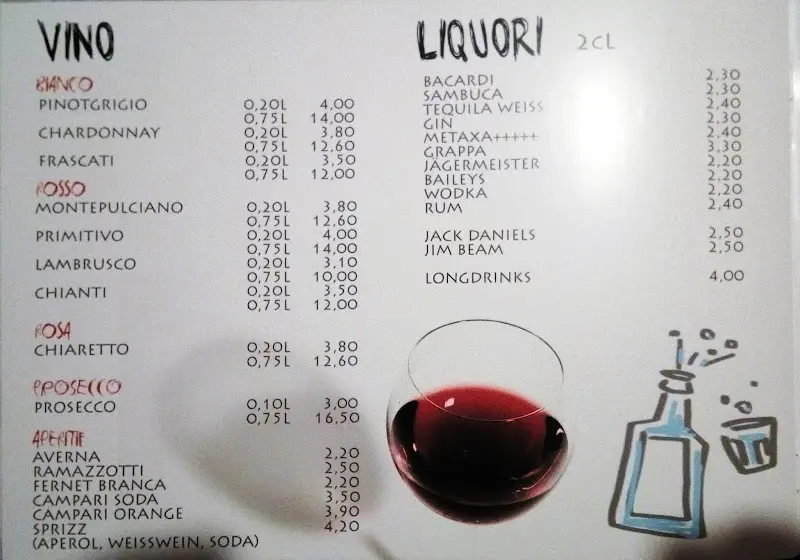 VINO
BIANCO
PINOTGRIGIO 0,20L 4,00
0,75L 14,00
CHARDONNAY 0,20L 3,80
0,75L 12,60
FRASCATI 0,20L 3,50
0,75L 12,00
ROSSO
MONTEPULCIANO 0,20L 3,80
0,75L 12,60
PRIMITIVO 0,20L 4,00
0,75L 14,00
LAMBRUSCO 0,20L 3,10
0,75L 10,00
CHIANTI 0,20L 3,50
0,75L 12,00
ROSA
CHIARETTO 0,20L 3,80
0,75L 12,60
PROSECCO
PROSECCO 0,10L 3,00
0,75L 16,50
APERITIF
AVERNA 2,20
RAMAZZOTTI 2,50
FERNET BRANCA 2,20
CAMPARI SODA 3,50
CAMPARI ORANGE 3,90
SPRIZZ 4,20
(APEROL, WEISSWEIN, SODA)
LIQUORI 2CL
BACARDI 2,30
SAMBUCA 2,30
TEQUILA WEISS 2,40
GIN 2,30
METAXA+++++ 2,40
GRAPPA 3,30
JÄGERMEISTER 2,20
BAILEYS 2,20
WODKA 2,20
RUM 2,40
JACK DANIELS 2,50
JIM BEAM 2,50
LONGDRINKS 4,00